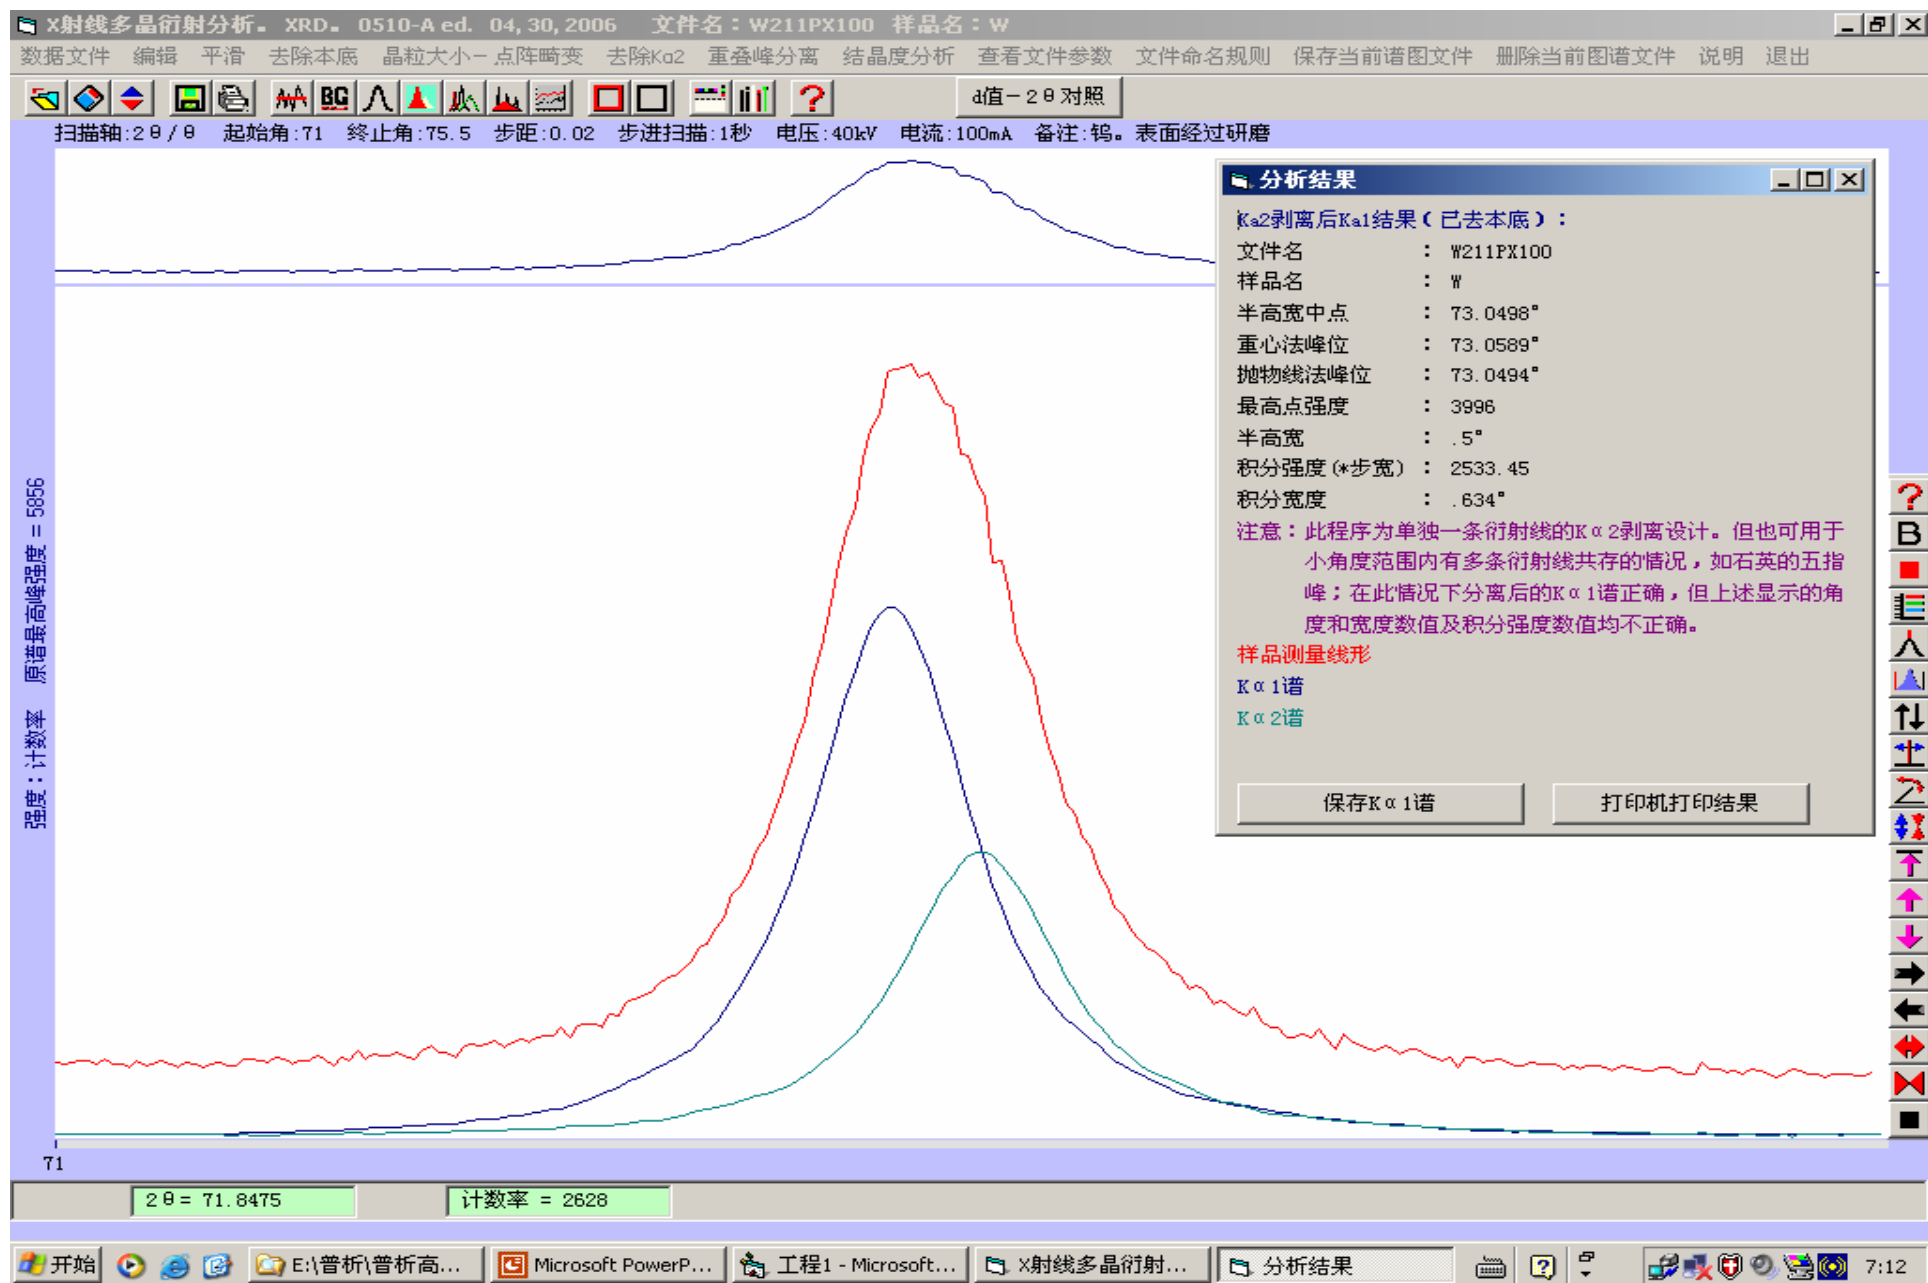 X射线多晶衍射分析。 XRD。 0510-A ed. 04, 30, 2006 文件名：W211PX100 样品名：W
数据文件 编辑 平滑 去除本底 晶粒大小－点阵畸变 去除Kα2 重叠峰分离 结晶度分析 查看文件参数 文件命名规则 保存当前谱图文件 删除当前图谱文件 说明 退出
BG d值－2θ对照
扫描轴:2θ/θ 起始角:71 终止角:75.5 步距:0.02 步进扫描:1秒 电压:40kV 电流:100mA 备注:钨。表面经过研磨
分析结果
Ka2剥离后Ka1结果(已去本底)：
文件名 : W211PX100
样品名 : W
半高宽中点 : 73.0498°
重心法峰位 : 73.0589°
抛物线法峰位 : 73.0494°
最高点强度 : 3996
半高宽 : .5°
积分强度(*步宽) : 2533.45
积分宽度 : .634°
注意：此程序为单独一条衍射线的Kα2剥离设计。但也可用于
小角度范围内有多条衍射线共存的情况，如石英的五指
峰；在此情况下分离后的Kα1谱正确，但上述显示的角
度和宽度数值及积分强度数值均不正确。
样品测量线形
Kα1谱
Kα2谱
保存Kα1谱 打印机打印结果
强度：计数率 原谱最高峰强度 = 5856
B
71
2θ= 71.8475 计数率 = 2628
开始 E:\普析\普析高... Microsoft PowerP... 工程1 - Microsoft... X射线多晶衍射... 分析结果 7:12